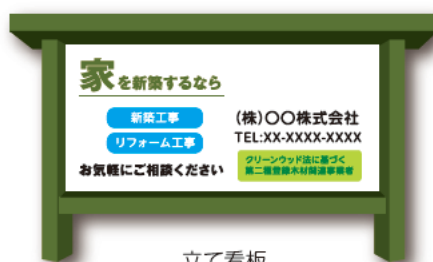 家を新築するなら
新築工事
リフォーム工事
お気軽にご相談ください
(株)〇〇株式会社
TEL:XX-XXXX-XXXX
クリーンウッド法に基づく
第二種登録木材関連事業者
立て看板